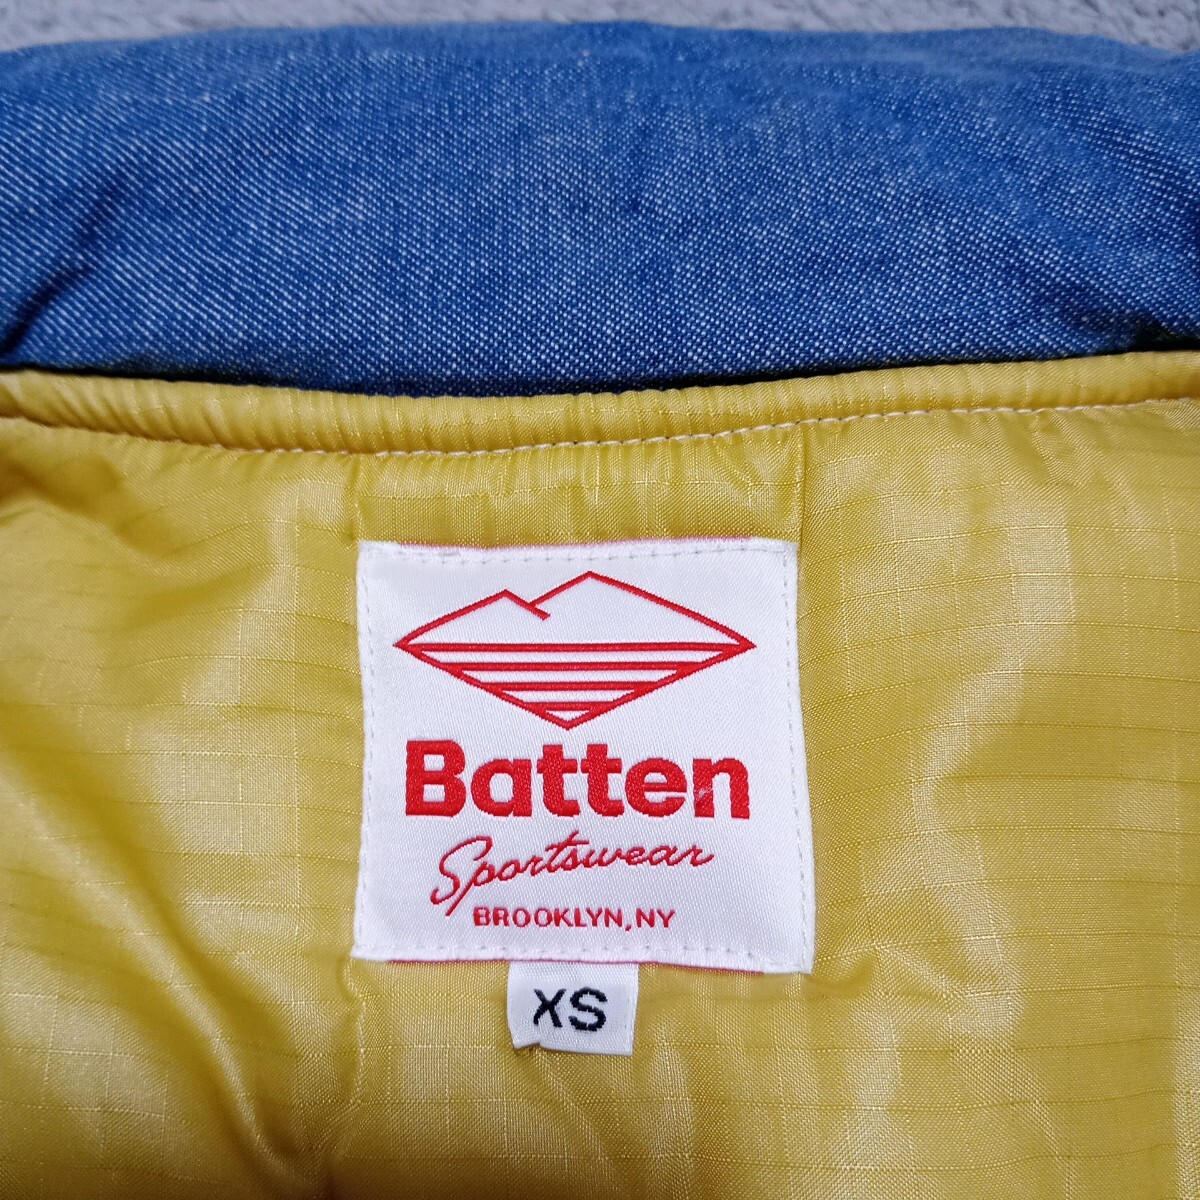 Batten
Sportswear
BROOKLYN, NY
XS